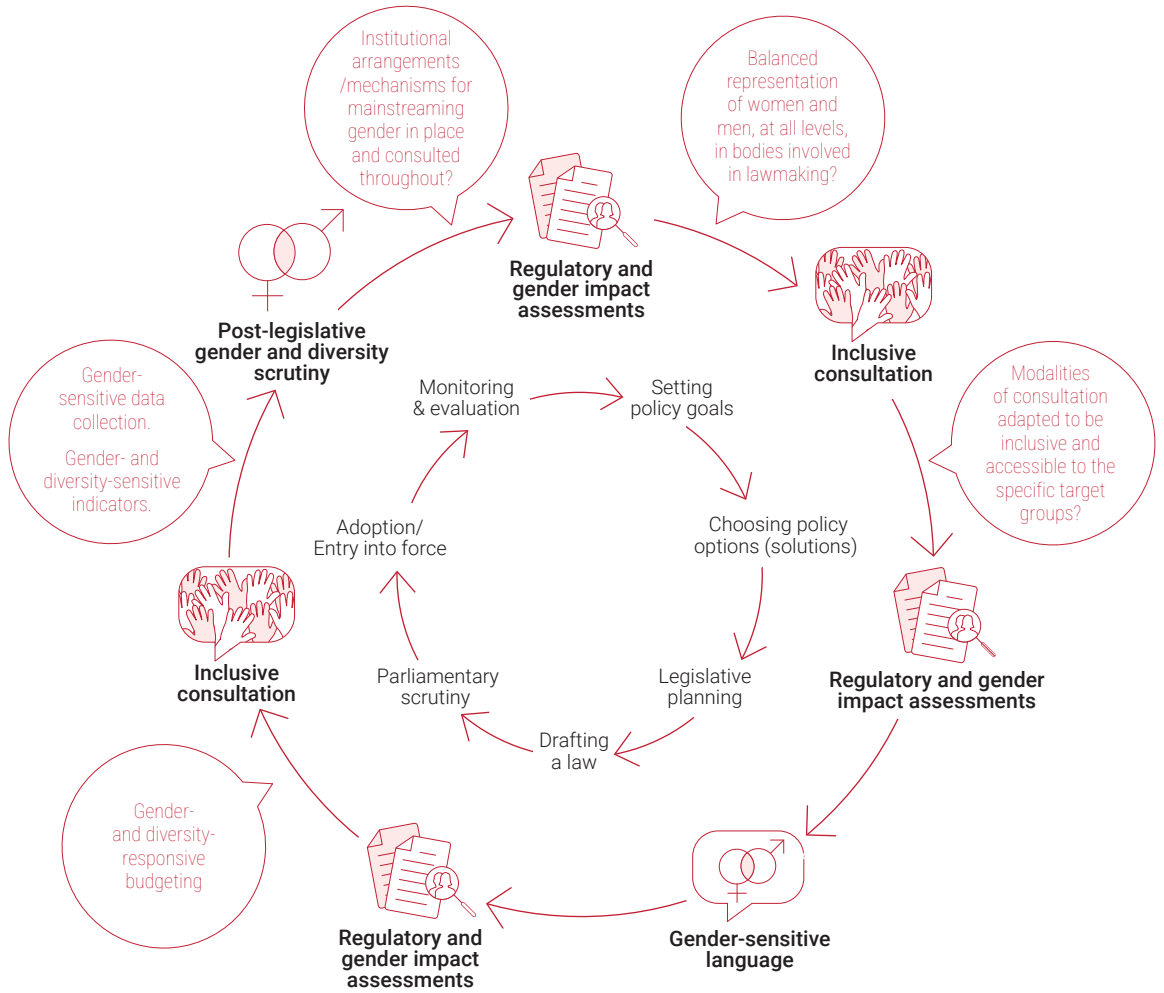 Institutional
arrangements
/mechanisms for
mainstreaming
gender in place
and consulted
throughout?
Balanced
representation
of women and
men, at all levels,
in bodies involved
in lawmaking?
Regulatory and
gender impact
assessments
Post-legislative
gender and diversity
scrutiny
Inclusive
consultation
Gender-
sensitive data
collection.
Gender- and
diversity-sensitive
indicators.
Monitoring
& evaluation
Setting
policy goals
Modalities
of consultation
adapted to be
inclusive and
accessible to the
specific target
groups?
Adoption/
Entry into force
Choosing policy
options (solutions)
Inclusive
consultation
Parliamentary
scrutiny
Legislative
planning
Regulatory and gender
impact assessments
Drafting
a law
Gender-
and diversity-
responsive
budgeting
Regulatory and
gender impact
assessments
Gender-sensitive
language